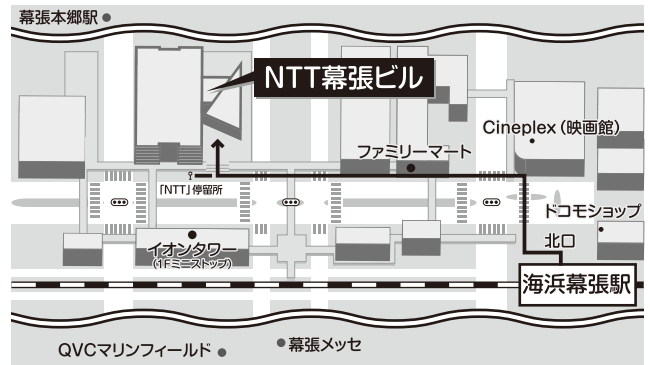 幕張本郷駅
NTT幕張ビル
Cineplex（映画館）
ファミリーマート
「NTT」停留所
ドコモショップ
北口
イオンタワー
（1Fミニストップ）
海浜幕張駅
幕張メッセ
QVCマリンフィールド